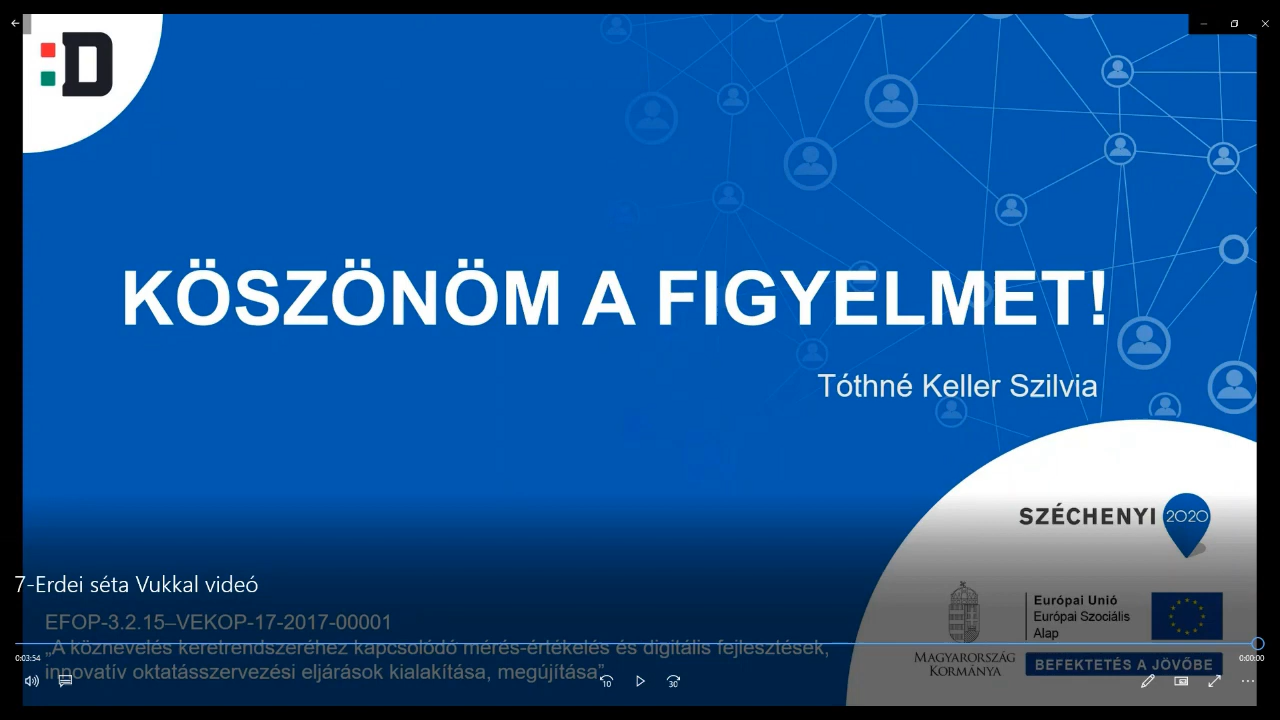 :D
KÖSZÖNÖM A FIGYELMET!
Tóthné Keller Szilvia
SZÉCHENYI 2020
7-Erdei séta Vukkal videó
EFOP-3.2.15–VEKOP-17-2017-00001
„A köznevelés keretrendszeréhez kapcsolódó mérés-értékelés és digitális fejlesztések,
innovatív oktatásszervezési eljárások kialakítása, megújítása”
Európai Unió
Európai Szociális
Alap
MAGYARORSZÁG
KORMÁNYA
BEFEKTETÉS A JÖVŐBE
0:03:54
0:00:00
10
30